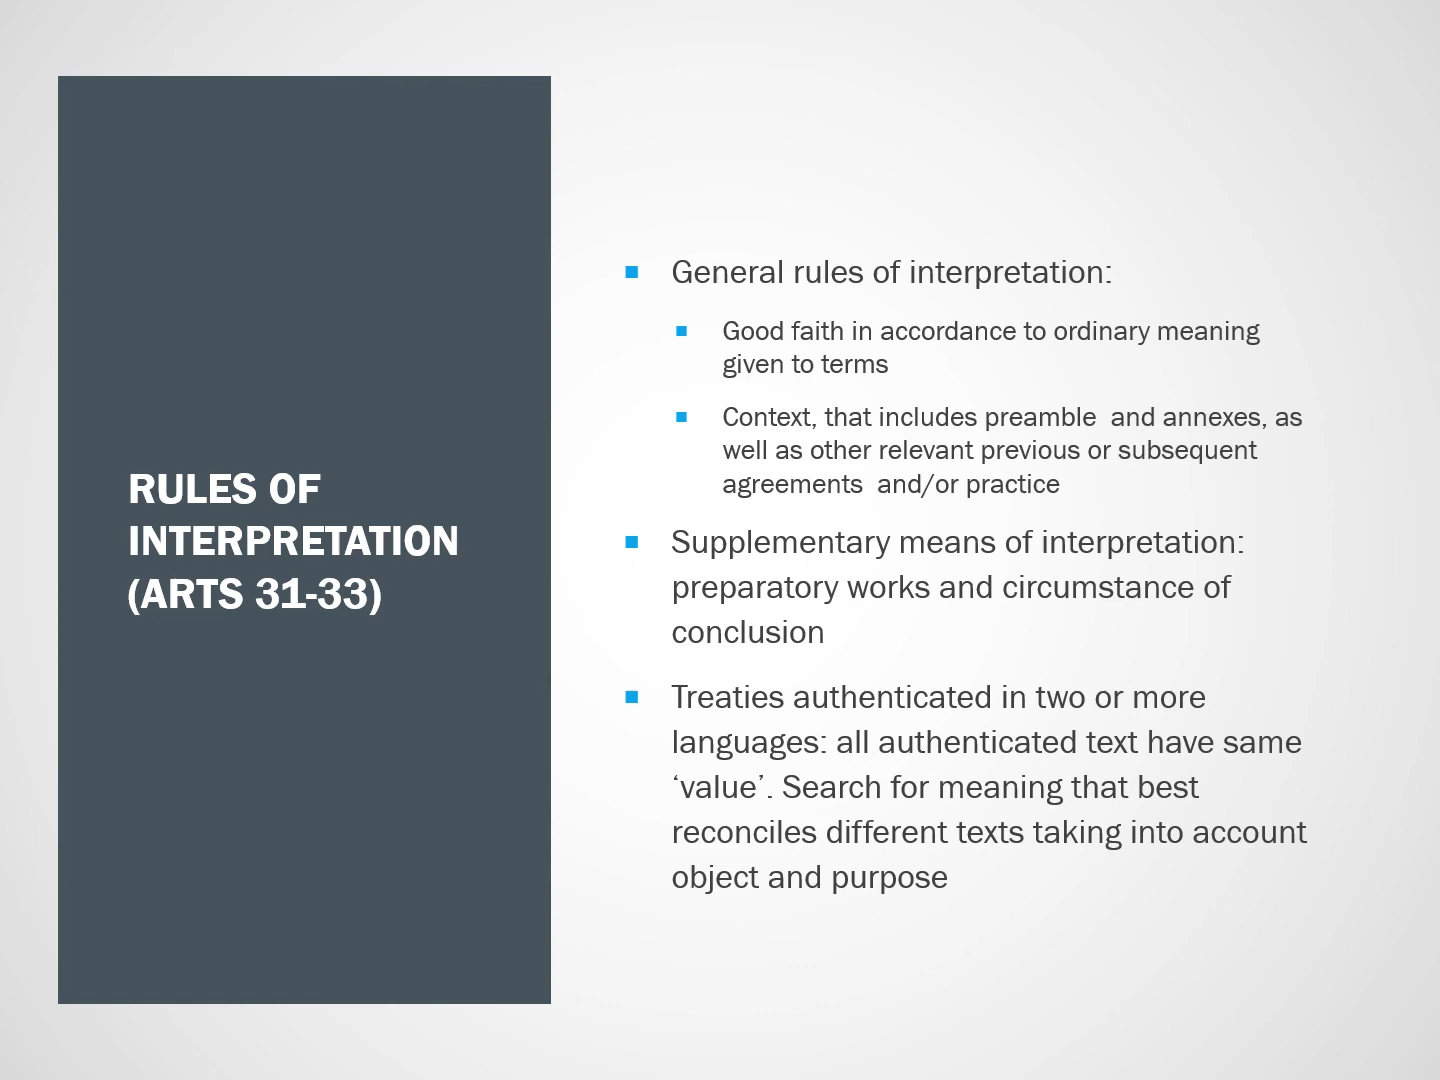 RULES OF
INTERPRETATION
(ARTS 31-33)
General rules of interpretation:
Good faith in accordance to ordinary meaning
given to terms
Context, that includes preamble  and annexes, as
well as other relevant previous or subsequent
agreements  and/or practice
Supplementary means of interpretation:
preparatory works and circumstance of
conclusion
Treaties authenticated in two or more
languages: all authenticated text have same
‘value’. Search for meaning that best
reconciles different texts taking into account
object and purpose